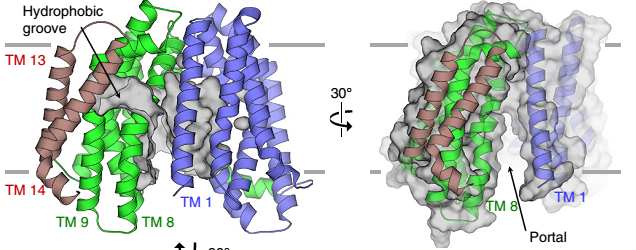 Hydrophobic
groove
TM 13
TM 14
TM 9
TM 8
TM 1
30°
TM 8
TM 1
Portal